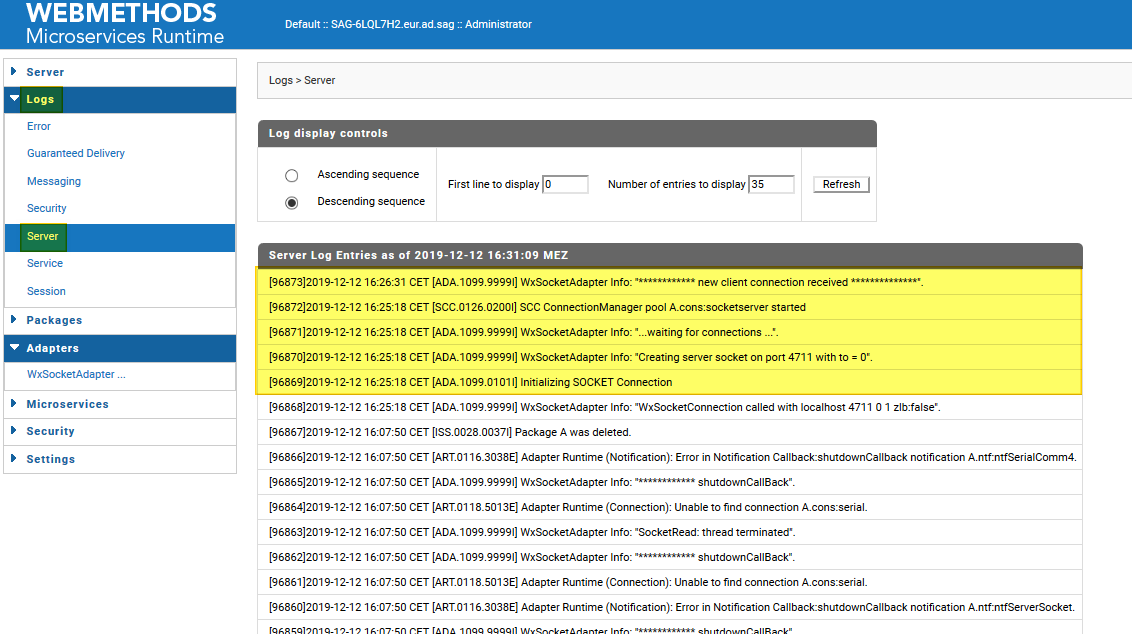 WEBMETHODS
Microservices Runtime
Default :: SAG-6LQL7H2.eur.ad.sag :: Administrator
Server
Logs
Error
Guaranteed Delivery
Messaging
Security
Server
Service
Session
Packages
Adapters
WxSocketAdapter ...
Microservices
Security
Settings
Logs > Server
Log display controls
Ascending sequence
Descending sequence
First line to display 0
Number of entries to display 35
Refresh
Server Log Entries as of 2019-12-12 16:31:09 MEZ
[96873]2019-12-12 16:26:31 CET [ADA.1099.9999I] WxSocketAdapter Info: "************ new client connection received **************".
[96872]2019-12-12 16:25:18 CET [SCC.0126.0200I] SCC ConnectionManager pool A.cons:socketserver started
[96871]2019-12-12 16:25:18 CET [ADA.1099.9999I] WxSocketAdapter Info: "...waiting for connections ...".
[96870]2019-12-12 16:25:18 CET [ADA.1099.9999I] WxSocketAdapter Info: "Creating server socket on port 4711 with to = 0".
[96869]2019-12-12 16:25:18 CET [ADA.1099.0101I] Initializing SOCKET Connection
[96868]2019-12-12 16:25:18 CET [ADA.1099.9999I] WxSocketAdapter Info: "WxSocketConnection called with localhost 4711 0 1 zlb:false".
[96867]2019-12-12 16:07:50 CET [ISS.0028.0037I] Package A was deleted.
[96866]2019-12-12 16:07:50 CET [ART.0116.3038E] Adapter Runtime (Notification): Error in Notification Callback:shutdownCallback notification A.ntf:ntfSerialComm4.
[96865]2019-12-12 16:07:50 CET [ADA.1099.9999I] WxSocketAdapter Info: "************ shutdownCallBack".
[96864]2019-12-12 16:07:50 CET [ART.0118.5013E] Adapter Runtime (Connection): Unable to find connection A.cons:serial.
[96863]2019-12-12 16:07:50 CET [ADA.1099.9999I] WxSocketAdapter Info: "SocketRead: thread terminated".
[96862]2019-12-12 16:07:50 CET [ADA.1099.9999I] WxSocketAdapter Info: "************ shutdownCallBack".
[96861]2019-12-12 16:07:50 CET [ART.0118.5013E] Adapter Runtime (Connection): Unable to find connection A.cons:serial.
[96860]2019-12-12 16:07:50 CET [ART.0116.3038E] Adapter Runtime (Notification): Error in Notification Callback:shutdownCallback notification A.ntf:ntfServerSocket.
[96859]2019-12-12 16:07:50 CET [ADA.1099.9999I] WxSocketAdapter Info: "************ shutdownCallBack".